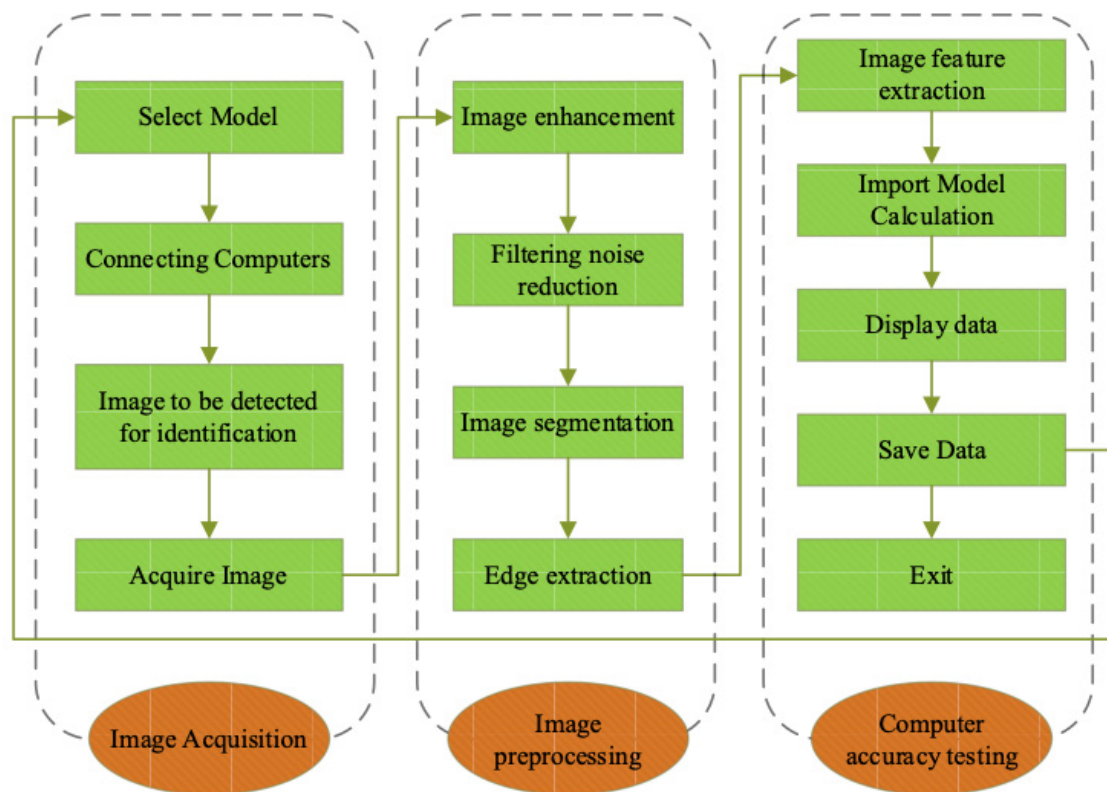 Select Model
Connecting Computers
Image to be detected
for identification
Acquire Image
Image Acquisition
Image enhancement
Filtering noise
reduction
Image segmentation
Edge extraction
Image
preprocessing
Image feature
extraction
Import Model
Calculation
Display data
Save Data
Exit
Computer
accuracy testing